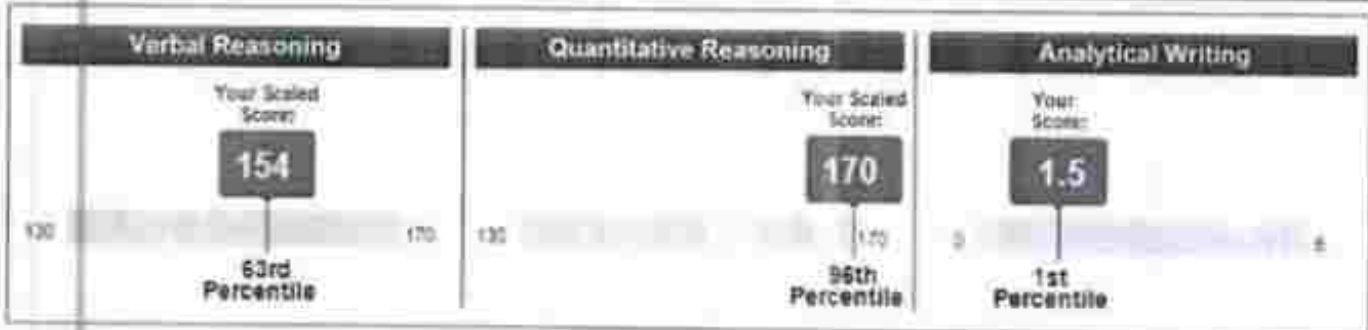 Verbal Reasoning
Your Scaled
Score:
154
130
170
63rd
Percentile
Quantitative Reasoning
Your Scaled
Score:
170
130
170
96th
Percentile
Analytical Writing
Your
Score:
1.5
0
6
1st
Percentile